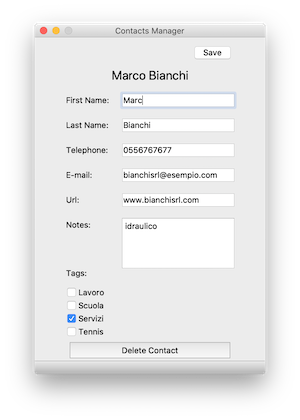 Contacts Manager
Save
Marco Bianchi
First Name: Marc
Last Name: Bianchi
Telephone: 0556767677
E-mail: bianchisrl@esempio.com
Url: www.bianchisrl.com
Notes: idraulico
Tags:
Lavoro
Scuola
Servizi
Tennis
Delete Contact